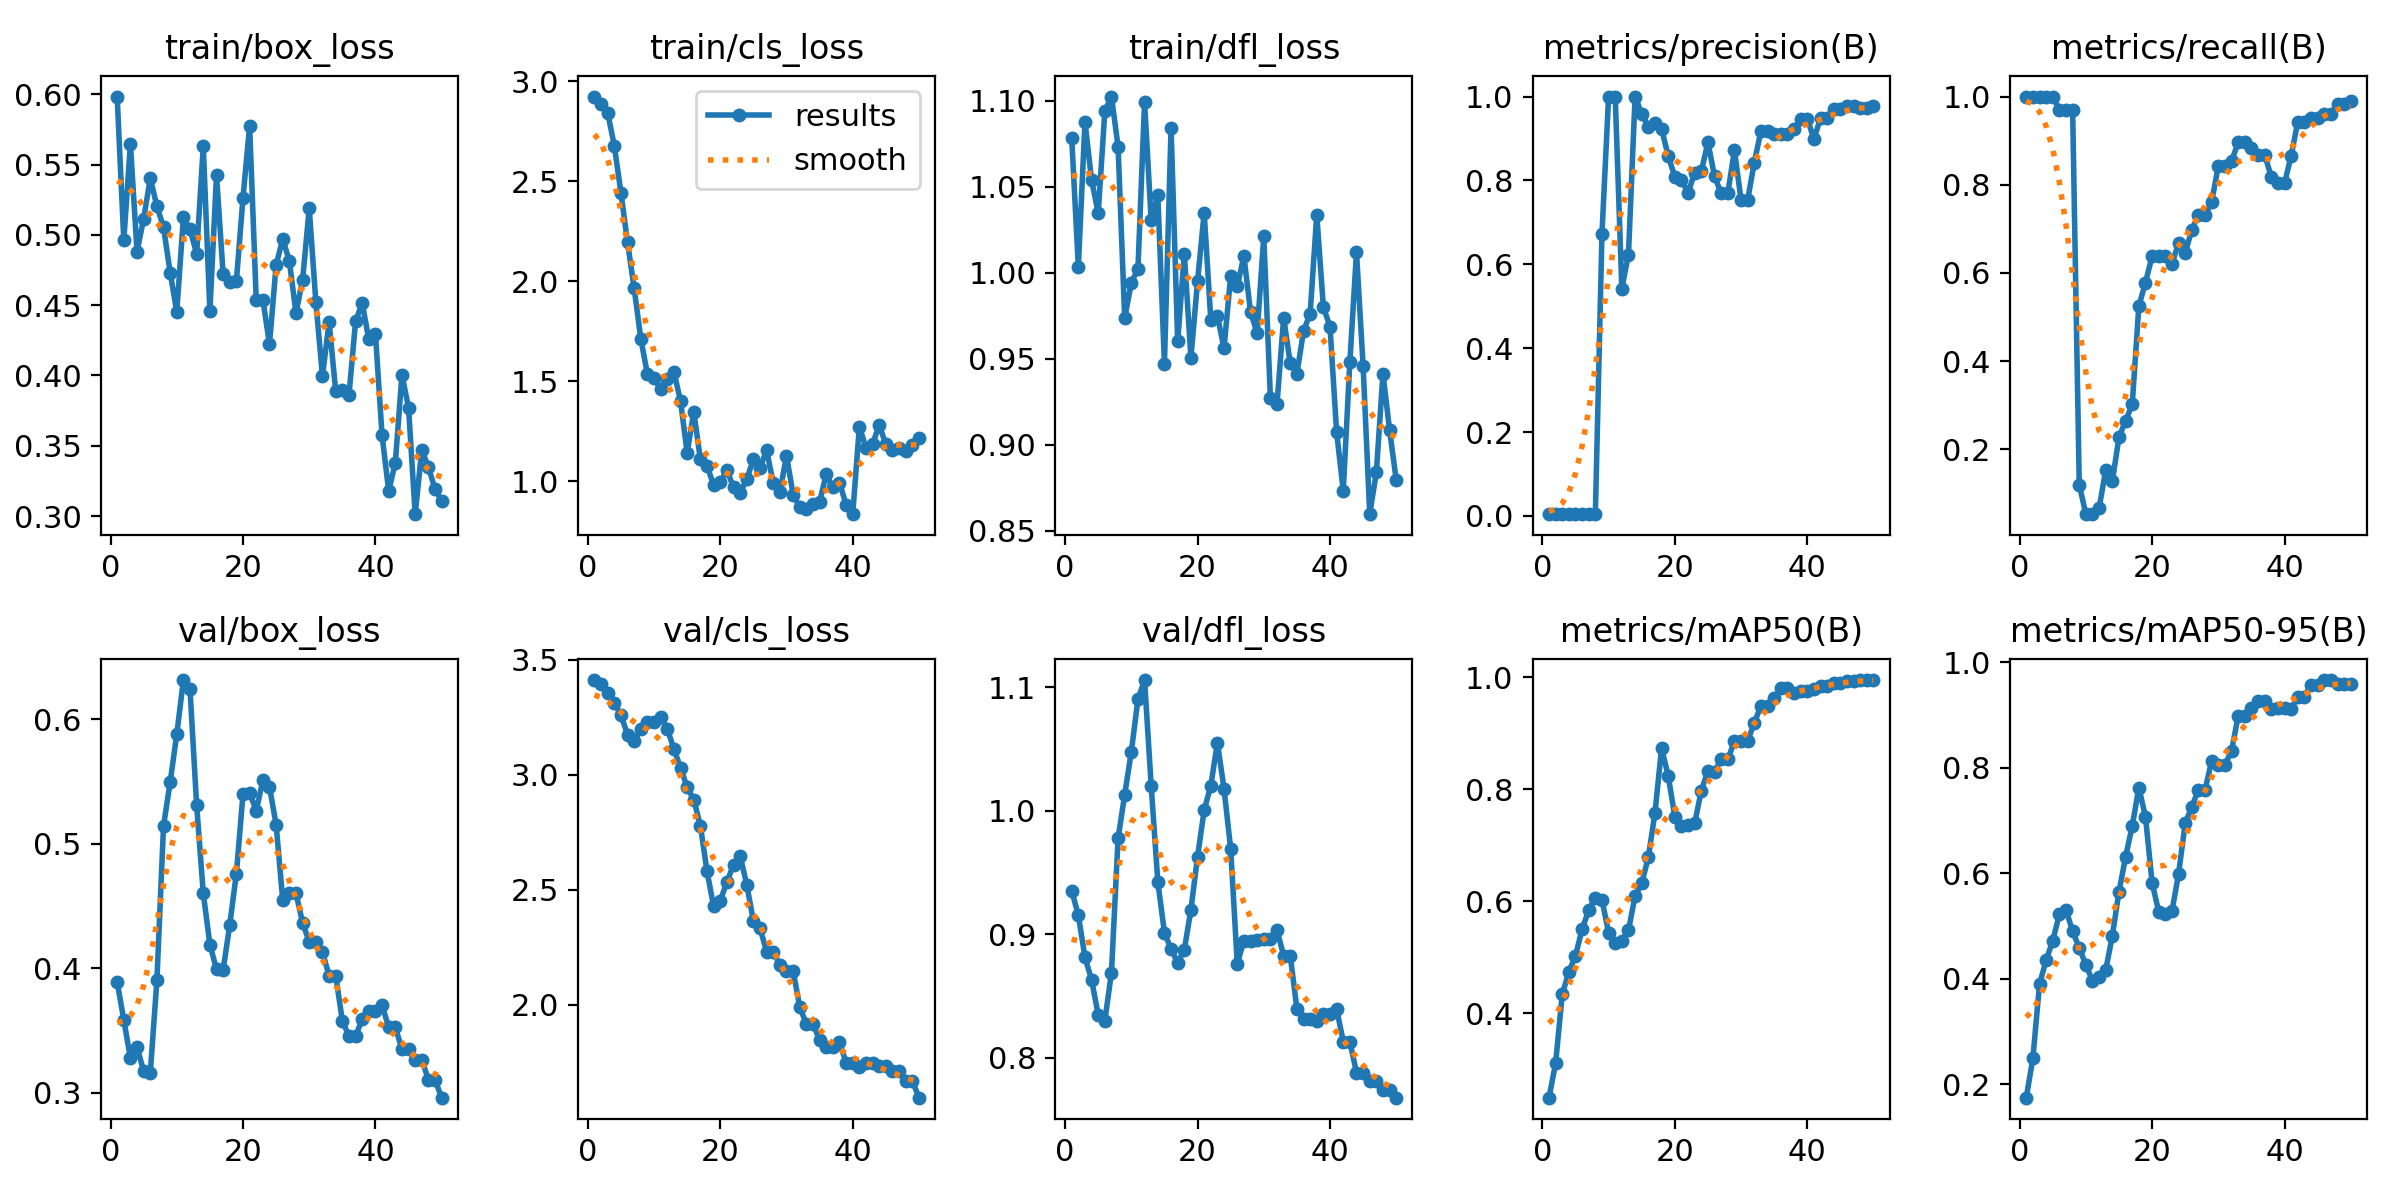 train/box_loss
0.60
0.55
0.50
0.45
0.40
0.35
0.30
0 20 40
train/cls_loss
results
smooth
3.0
2.5
2.0
1.5
1.0
0 20 40
train/dfl_loss
1.10
1.05
1.00
0.95
0.90
0.85
0 20 40
metrics/precision(B)
1.0
0.8
0.6
0.4
0.2
0.0
0 20 40
metrics/recall(B)
1.0
0.8
0.6
0.4
0.2
0 20 40
val/box_loss
0.6
0.5
0.4
0.3
0 20 40
val/cls_loss
3.5
3.0
2.5
2.0
0 20 40
val/dfl_loss
1.1
1.0
0.9
0.8
0 20 40
metrics/mAP50(B)
1.0
0.8
0.6
0.4
0 20 40
metrics/mAP50-95(B)
1.0
0.8
0.6
0.4
0.2
0 20 40